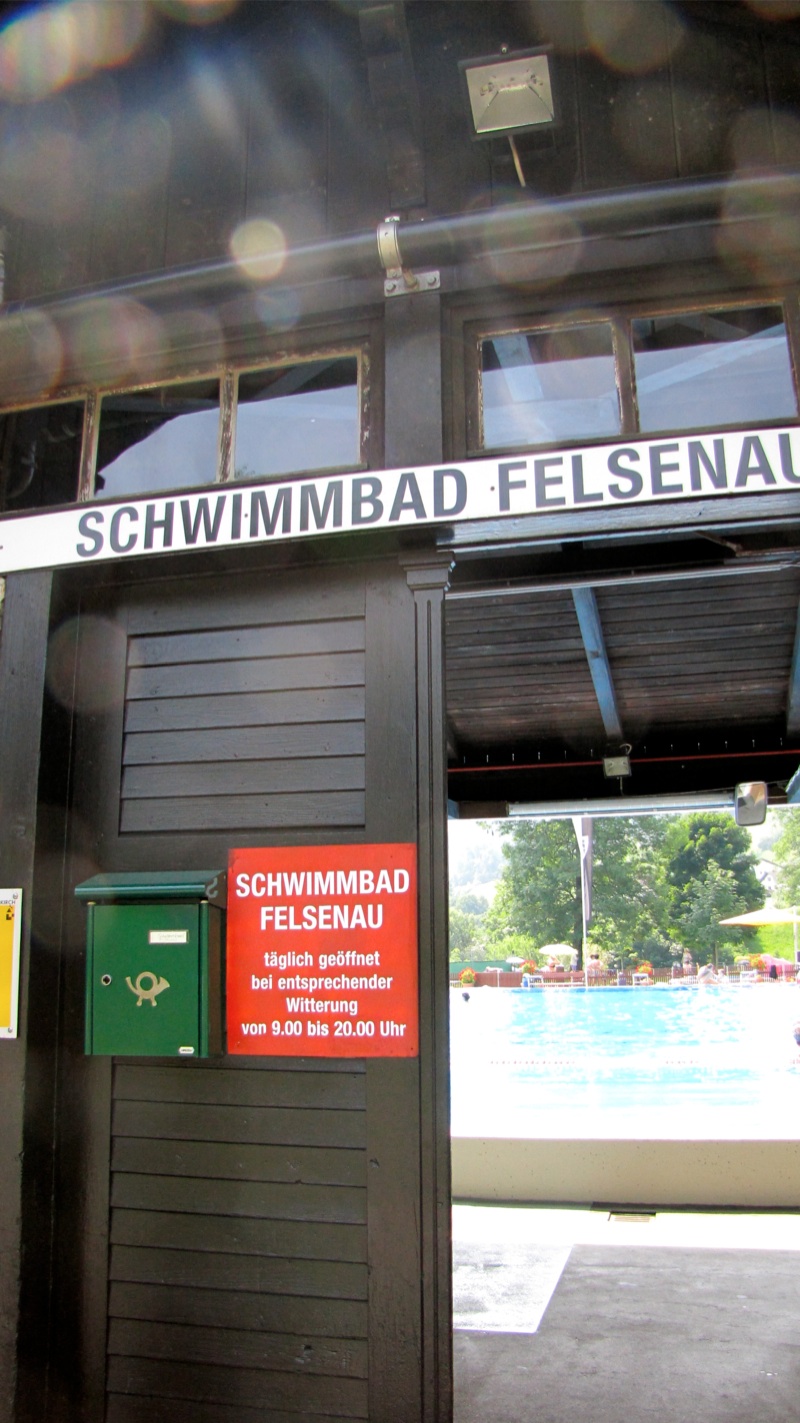 SCHWIMMBAD FELSENAU
SCHWIMMBAD
FELSENAU
täglich geöffnet
bei entsprechender
Witterung
von 9.00 bis 20.00 Uhr